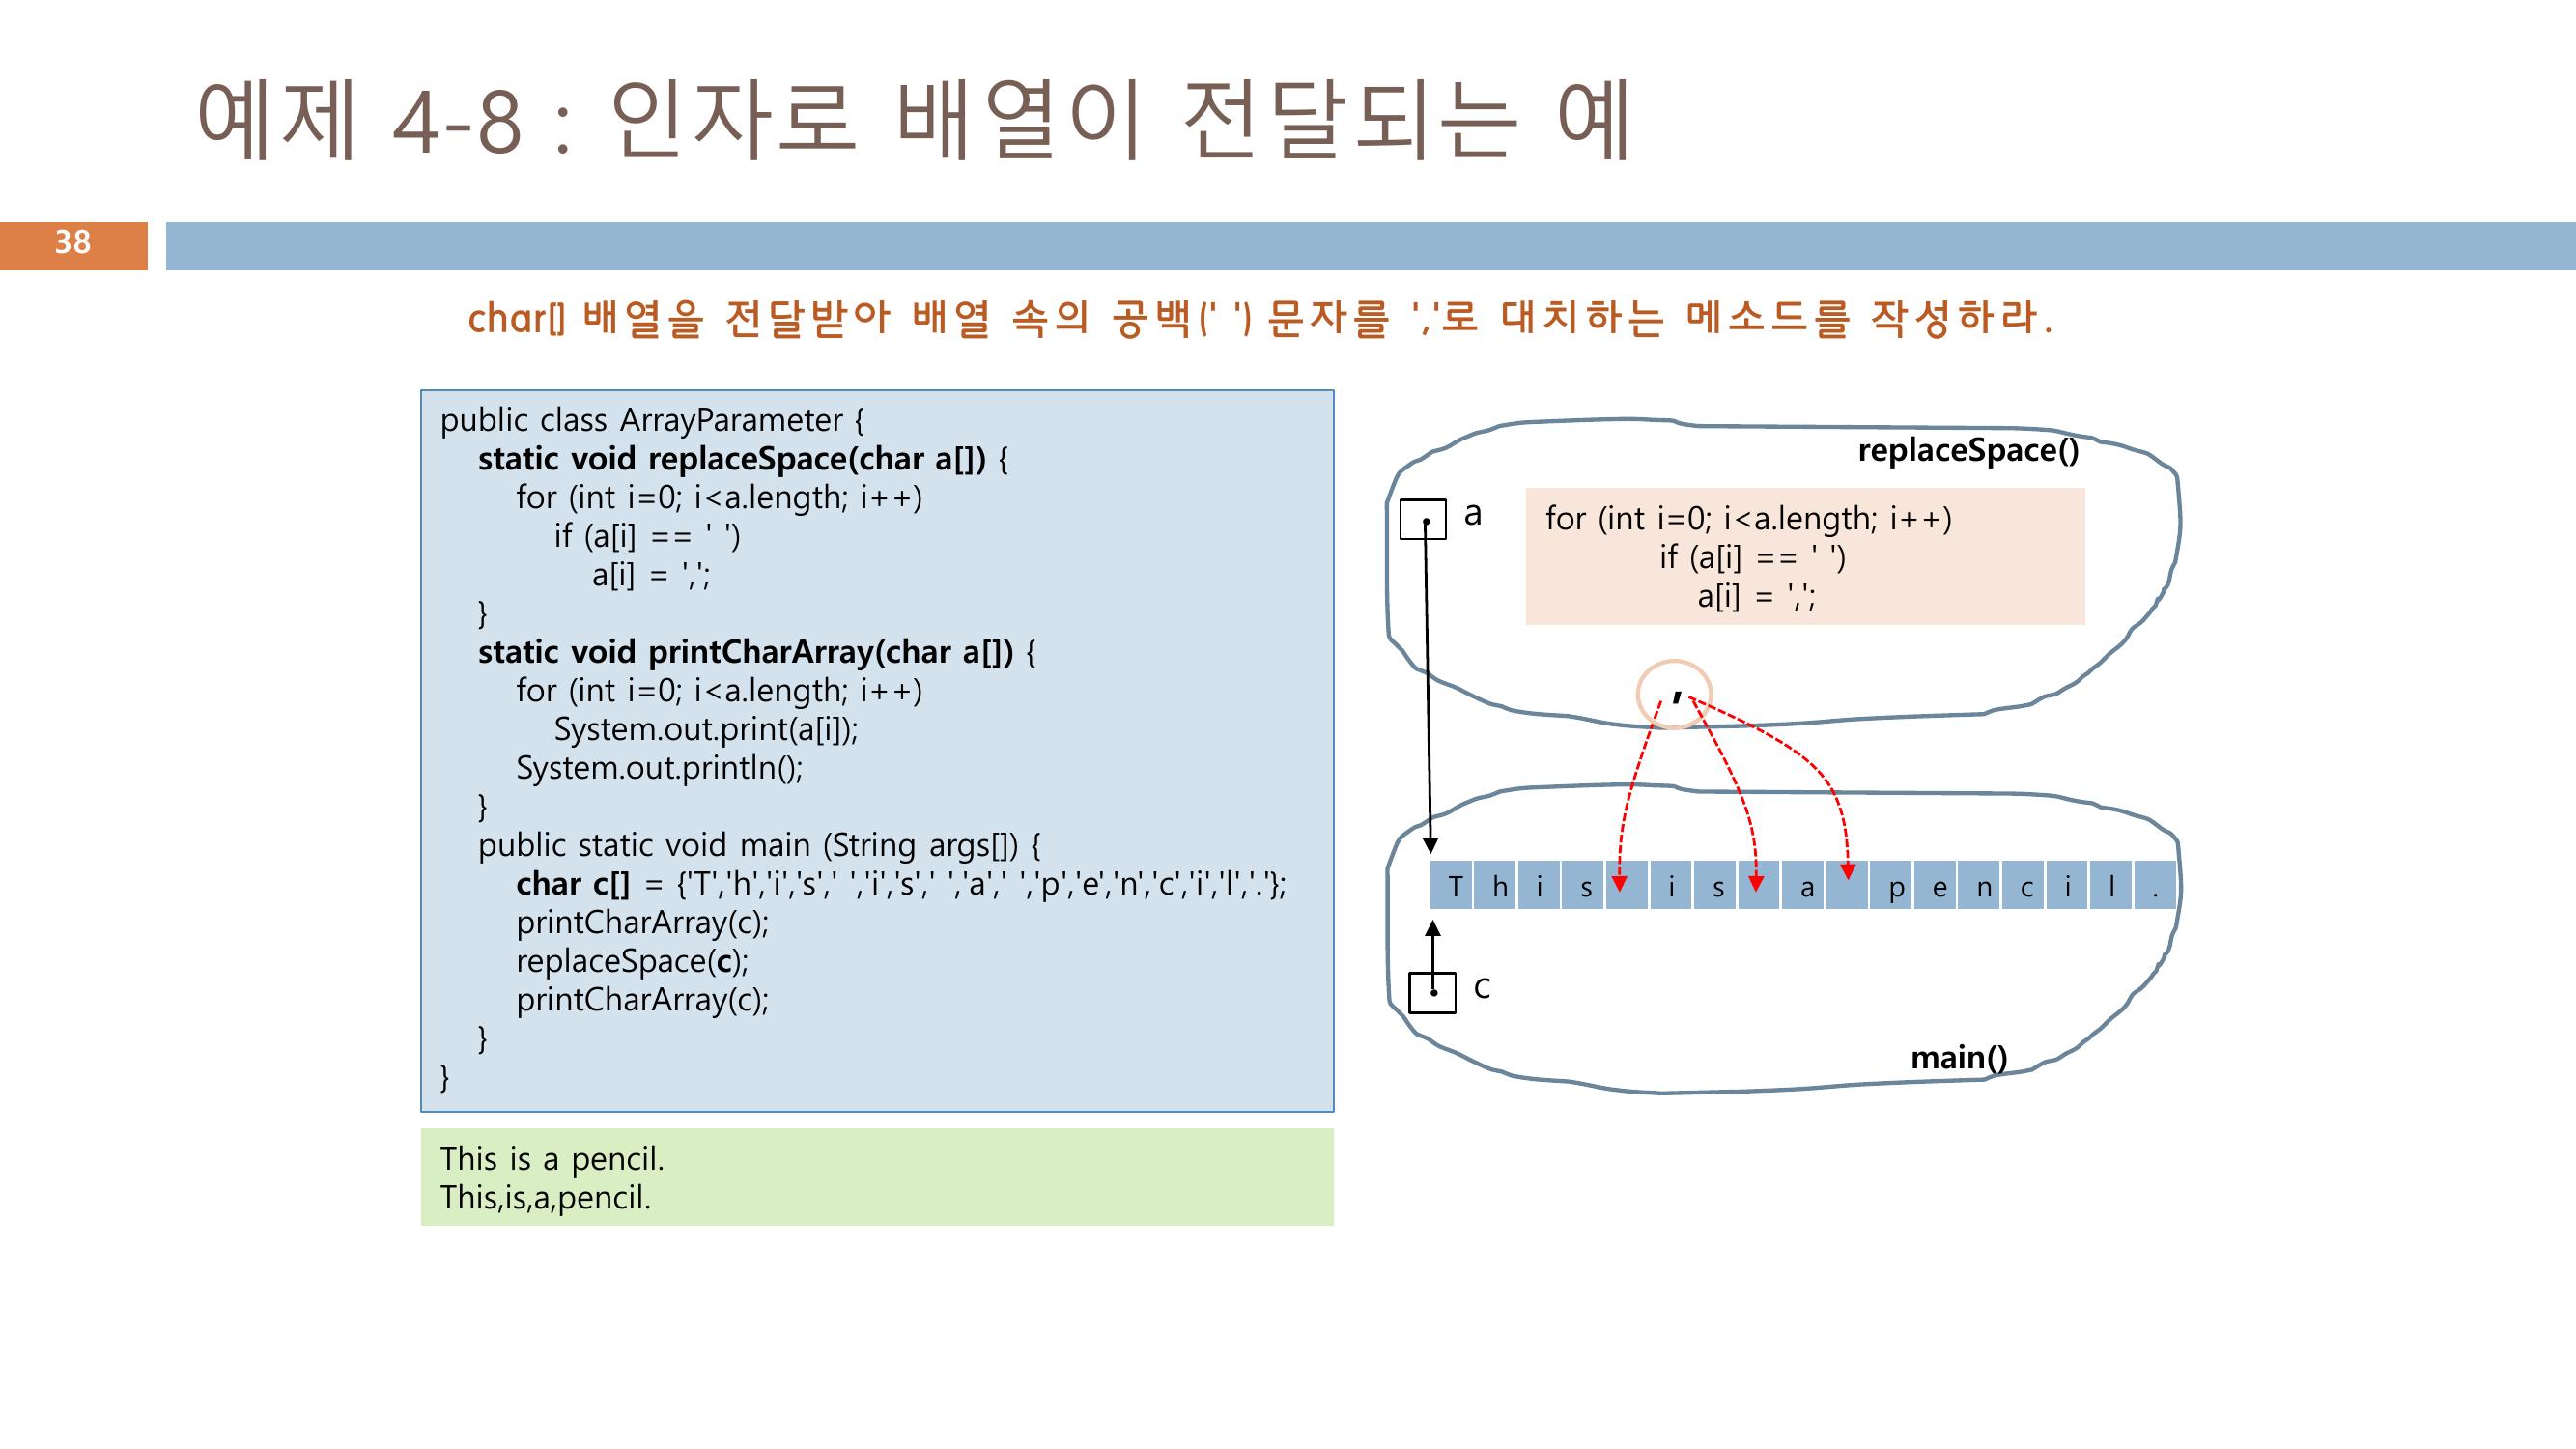 예제 4-8 : 인자로 배열이 전달되는 예
38
char[] 배열을 전달받아 배열 속의 공백(' ') 문자를 ','로 대치하는 메소드를 작성하라.
public class ArrayParameter {
static void replaceSpace(char a[]) {
for (int i=0; i<a.length; i++)
if (a[i] == ' ')
a[i] = ',';
}
static void printCharArray(char a[]) {
for (int i=0; i<a.length; i++)
System.out.print(a[i]);
System.out.println();
}
public static void main (String args[]) {
char c[] = {'T','h','i','s',' ','i','s',' ','a',' ','p','e','n','c','i','l','.'};
printCharArray(c);
replaceSpace(c);
printCharArray(c);
}
}
This is a pencil.
This,is,a,pencil.
replaceSpace()
a
for (int i=0; i<a.length; i++)
if (a[i] == ' ')
a[i] = ',';
,
T h i s i s a p e n c i l .
c
main()